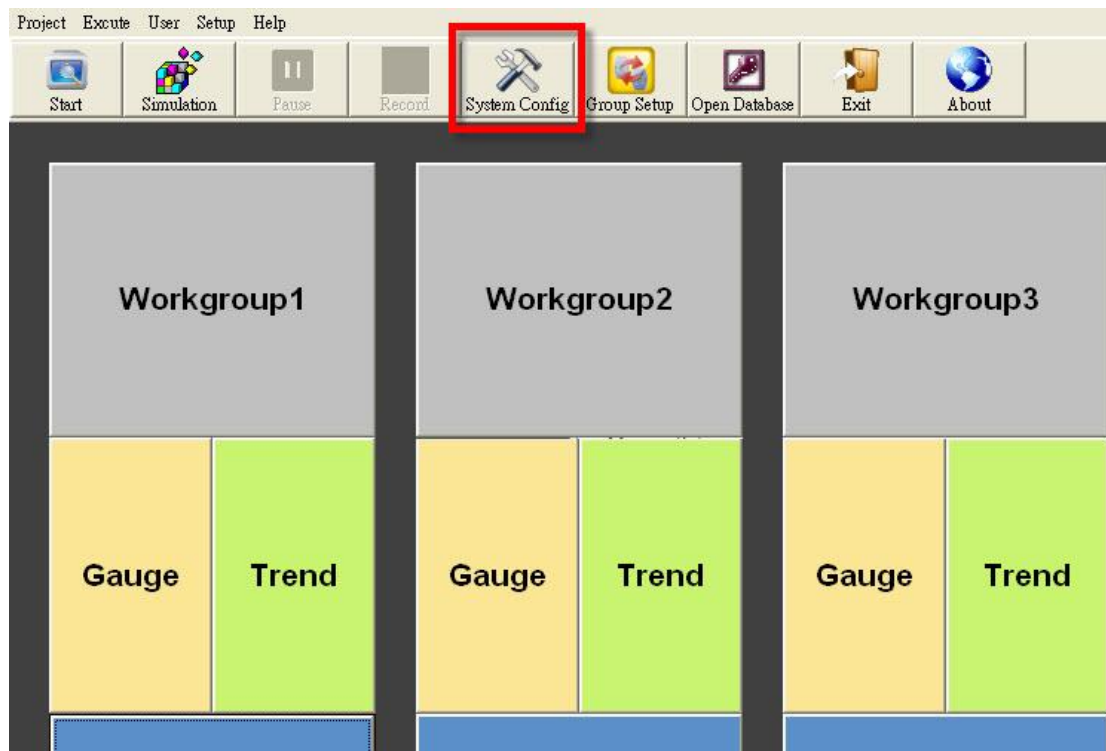 Project Excute User Setup Help
Start Simulation Pause Record System Config Group Setup Open Database Exit About
Workgroup1 Workgroup2 Workgroup3
Gauge Trend Gauge Trend Gauge Trend